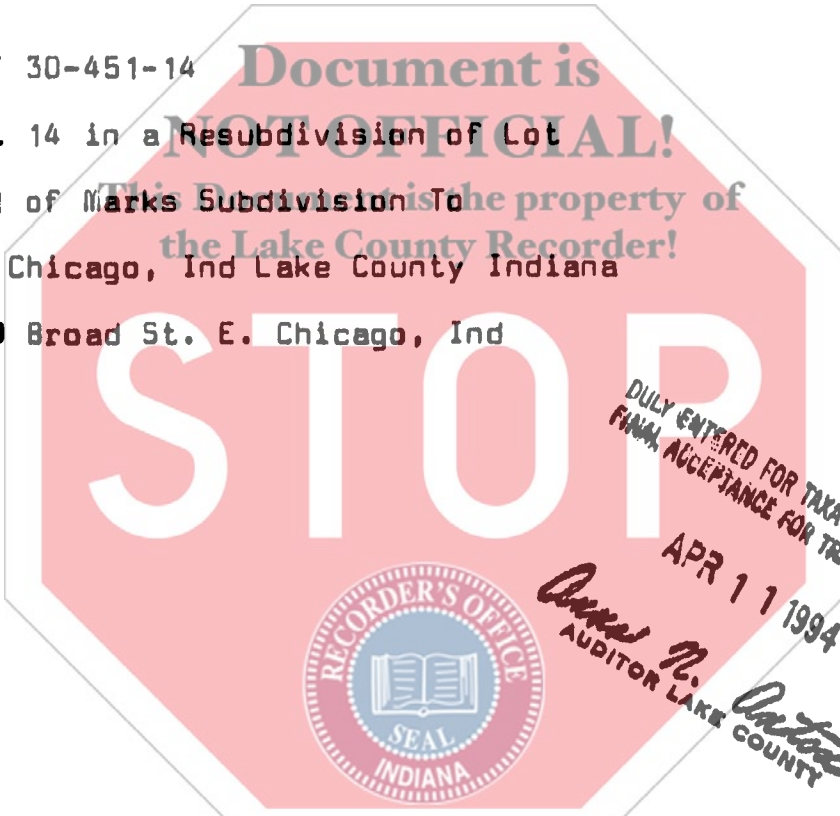 30-451-14
Document is
. 14 in a Resubdivision of Lot
NOT OFFICIAL!
of Marks Subdivision To
This Document is the property of
the Lake County Recorder!
Chicago, Ind Lake County Indiana
Broad St. E. Chicago, Ind
STOP
DULY ENTERED FOR TAXA
FINAL ACCEPTANCE FOR TR
APR 11 1994
Anna N. Anton
AUDITOR LAKE COUNTY
RECORDER'S OFFICE
SEAL
INDIANA